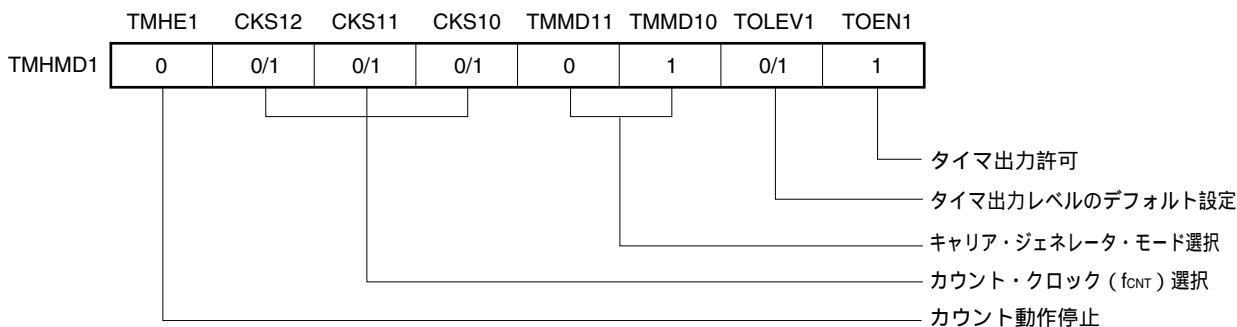 TMHE1 CKS12 CKS11 CKS10 TMMD11 TMMD10 TOLEV1 TOEN1
TMHMD1 0 0/1 0/1 0/1 0 1 0/1 1
タイマ出力許可
タイマ出力レベルのデフォルト設定
キャリア・ジェネレータ・モード選択
カウント・クロック（fCNT）選択
カウント動作停止